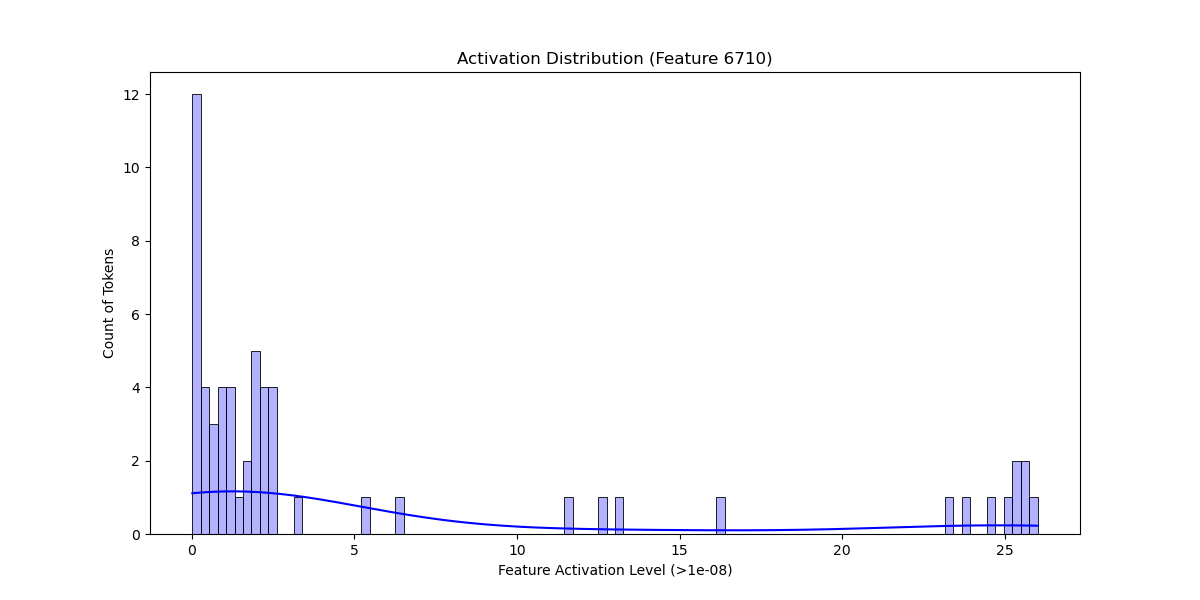 Activation Distribution (Feature 6710)
12
10
8
6
4
2
0
Count of Tokens
0 5 10 15 20 25
Feature Activation Level (>1e-08)